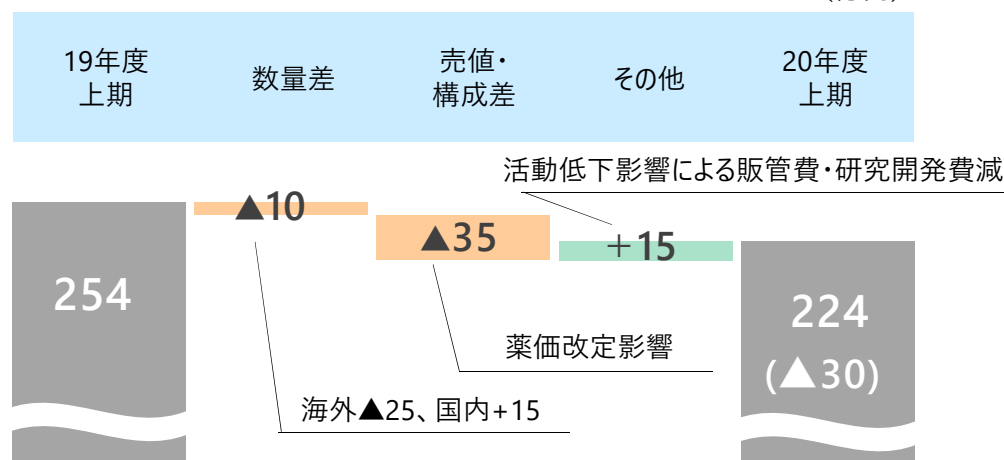 19年度
上期
数量差
売値・
構成差
その他
20年度
上期
活動低下影響による販管費・研究開発費減
▲10
▲35
＋15
254
224
(▲30)
薬価改定影響
海外▲25、国内+15